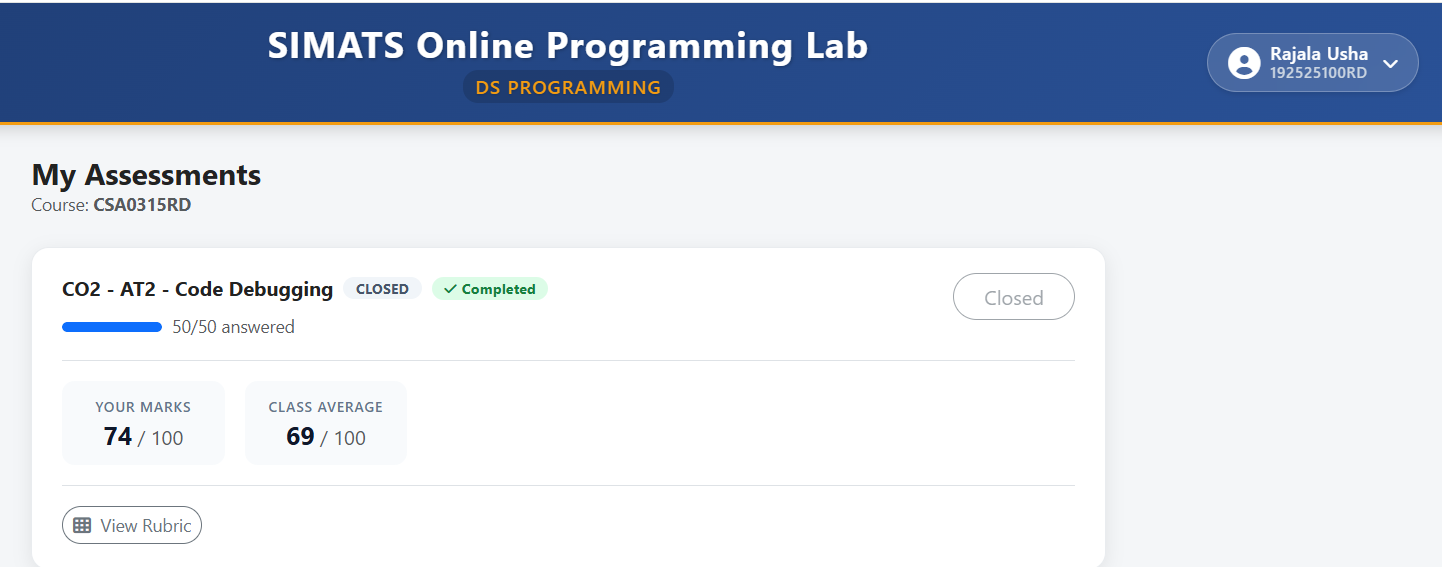 SIMATS Online Programming Lab
DS PROGRAMMING
Rajala Usha
192525100RD
My Assessments
Course: CSA0315RD
CO2 - AT2 - Code Debugging CLOSED Completed
Closed
50/50 answered
YOUR MARKS
74 / 100
CLASS AVERAGE
69 / 100
View Rubric